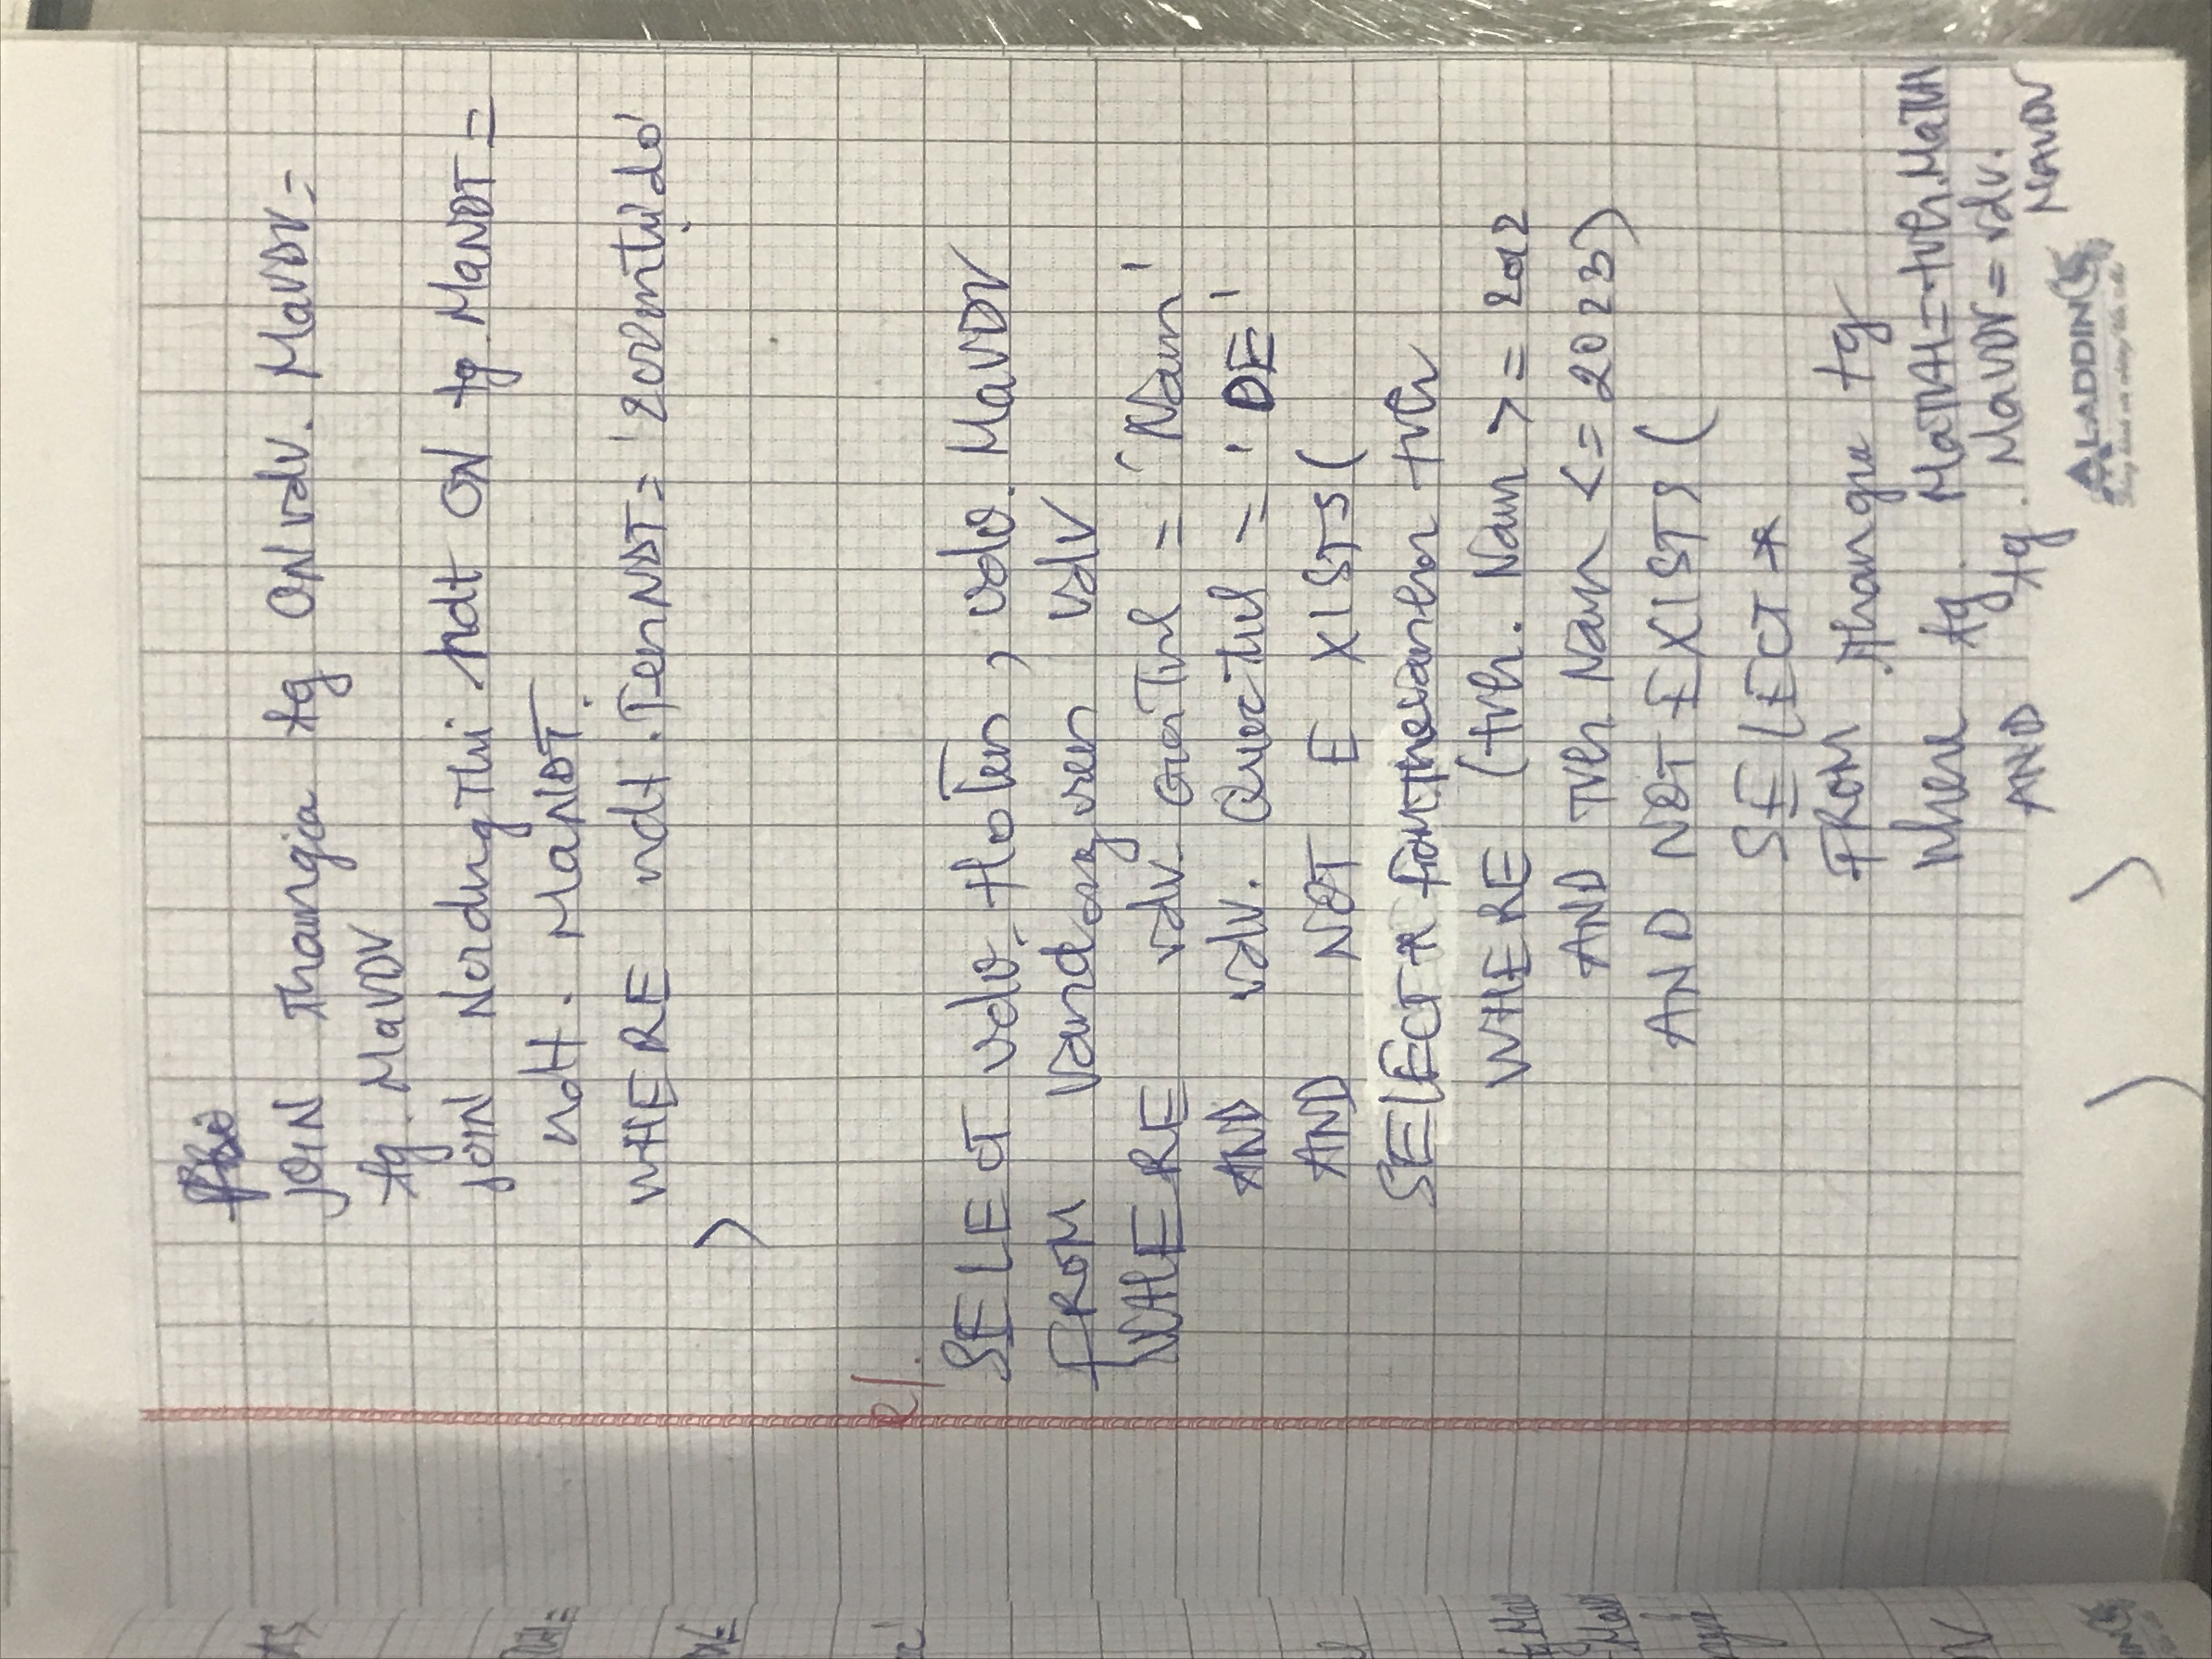 JOIN Thamgia tg ON vdv. MaVDV =
tg. MaVDV
JOIN NoidungThi ndt ON tg. MaNDT =
ndt. MaNDT.
WHERE ndt. TenNDT = '200m tự do'
)
e/.
SELECT vdv. HoTen, vdv. MaVDV
FROM Vandongvien vdv
WHERE vdv. GioiTinh = 'Nam'
AND vdv. QuocTich = 'DE'
AND NOT EXISTS (
SELECT * From Thevanhoi tvh
WHERE (tvh. Nam >= 2012
AND Tvh Nam <= 2023)
AND NOT EXISTS (
SELECT *
FROM Thamgia tg
Where tg. MaTVH = tvh. MaTVH
AND tg. MaVDV = vdv.
MAVDV
) )
ALADDIN